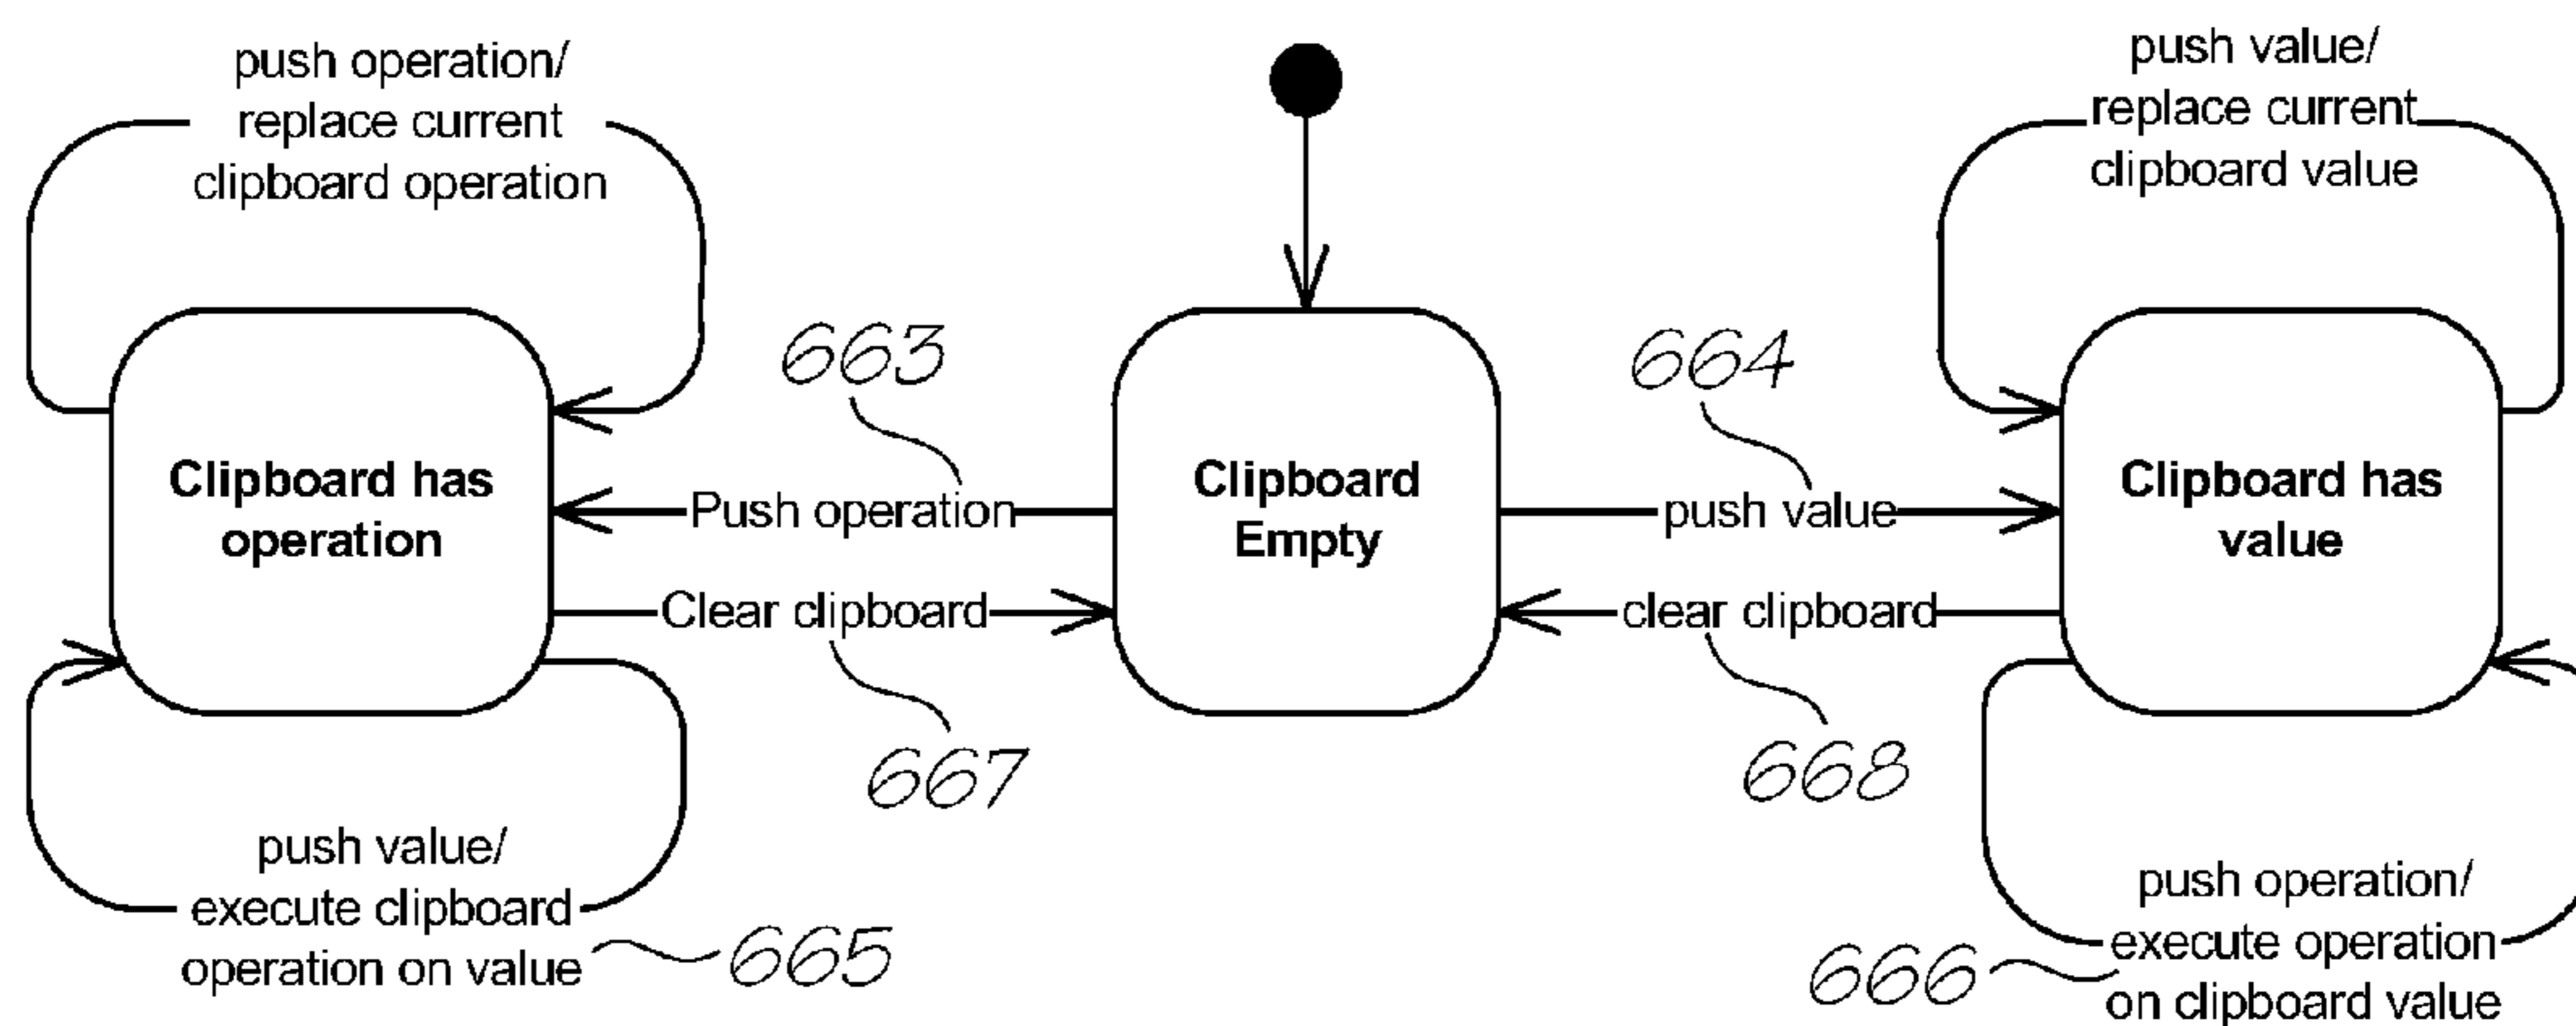 push operation/
replace current
clipboard operation
push value/
replace current
clipboard value
663
664
Clipboard has
operation
Push operation
Clipboard
Empty
push value
Clipboard has
value
Clear clipboard
clear clipboard
667
668
push value/
execute clipboard
operation on value
665
push operation/
execute operation
on clipboard value
666